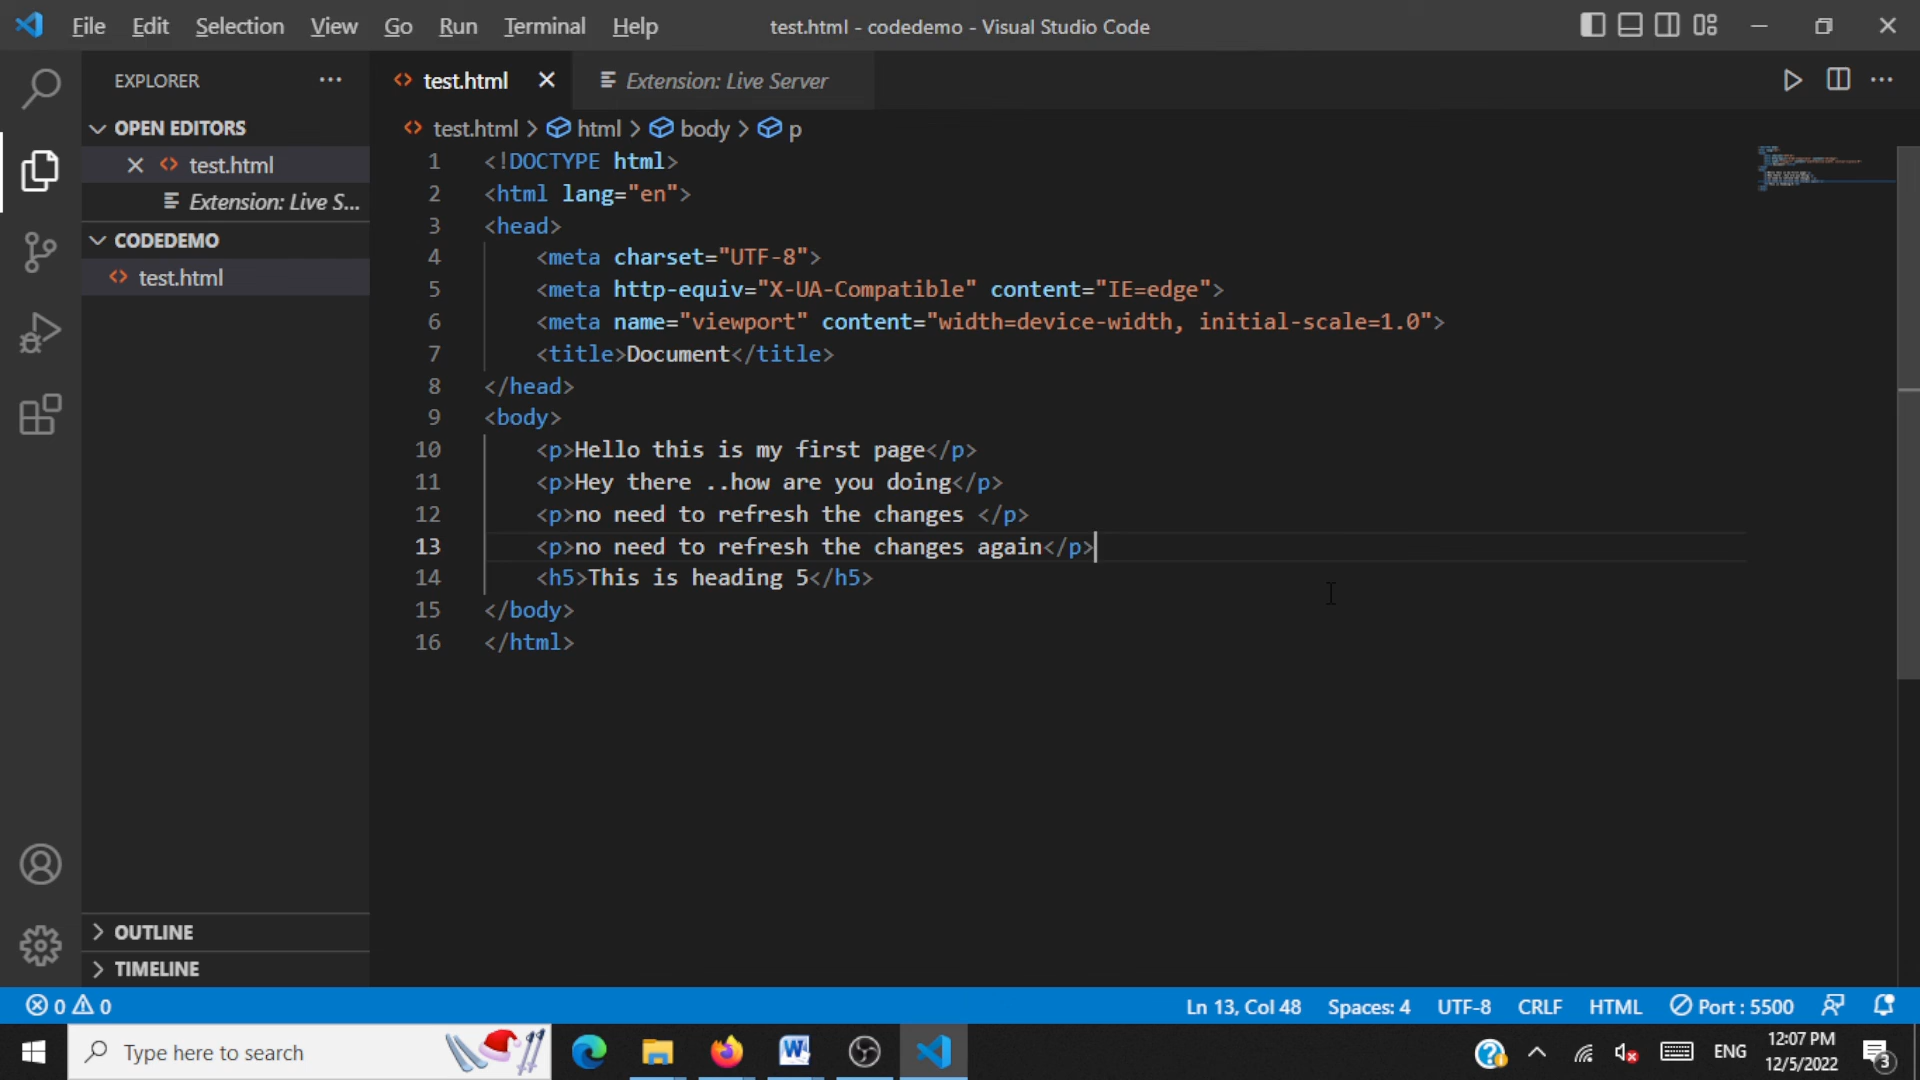 File Edit Selection View Go Run Terminal Help test.html - codedemo - Visual Studio Code
EXPLORER
OPEN EDITORS
test.html
Extension: Live S...
CODEDEMO
test.html
OUTLINE
TIMELINE
test.html Extension: Live Server
test.html > html > body > p
1 <!DOCTYPE html>
2 <html lang="en">
3 <head>
4 <meta charset="UTF-8">
5 <meta http-equiv="X-UA-Compatible" content="IE=edge">
6 <meta name="viewport" content="width=device-width, initial-scale=1.0">
7 <title>Document</title>
8 </head>
9 <body>
10 <p>Hello this is my first page</p>
11 <p>Hey there ..how are you doing</p>
12 <p>no need to refresh the changes </p>
13 <p>no need to refresh the changes again</p>
14 <h5>This is heading 5</h5>
15 </body>
16 </html>
0 0 Ln 13, Col 48 Spaces: 4 UTF-8 CRLF HTML Port : 5500
Type here to search
ENG
12:07 PM
12/5/2022
3